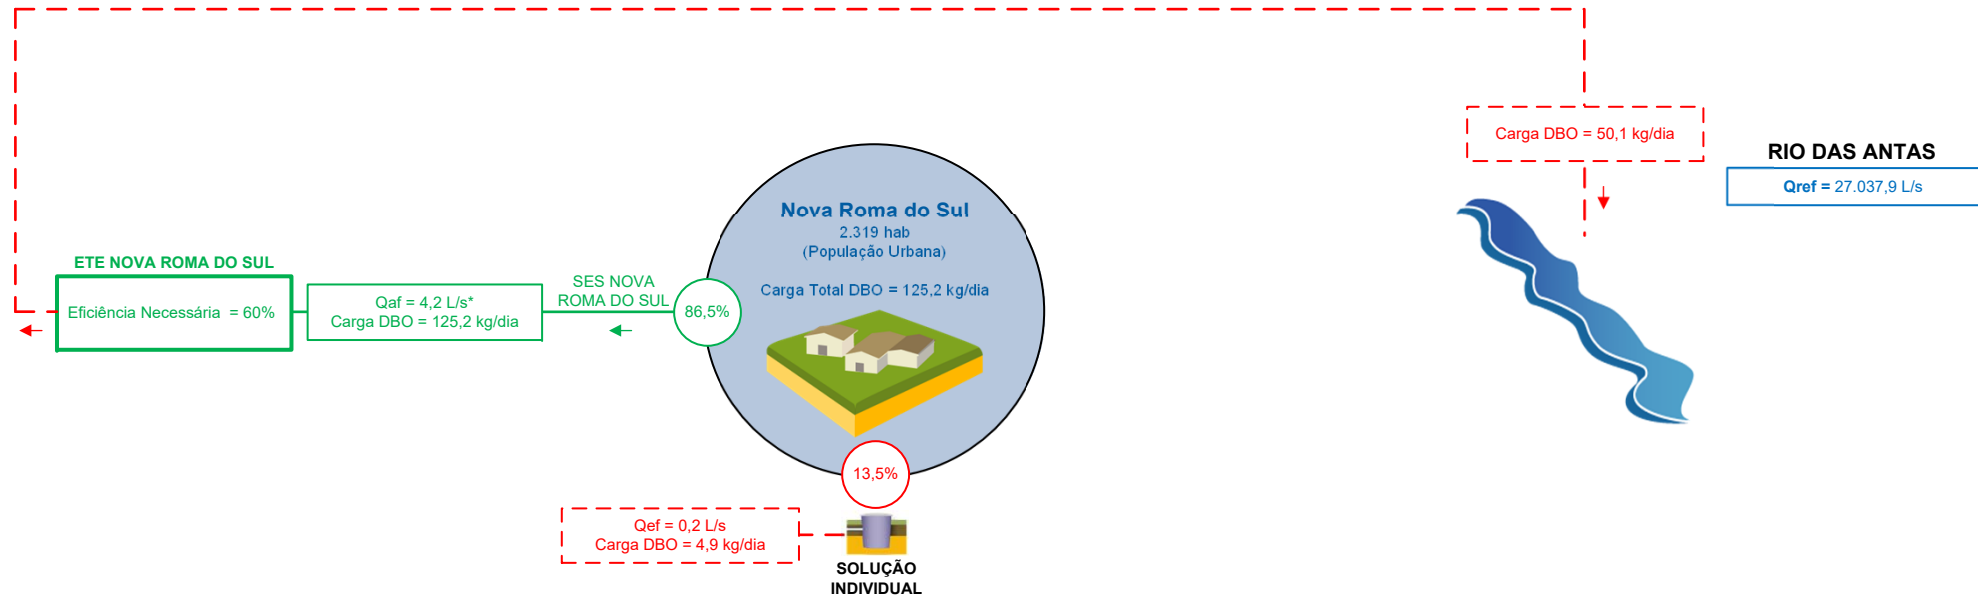 Carga DBO = 50,1 kg/dia
RIO DAS ANTAS
Qref = 27.037,9 L/s
Nova Roma do Sul
2.319 hab
(População Urbana)
Carga Total DBO = 125,2 kg/dia
ETE NOVA ROMA DO SUL
Eficiência Necessária = 60%
Qaf = 4,2 L/s*
Carga DBO = 125,2 kg/dia
SES NOVA
ROMA DO SUL
86,5%
13,5%
Qef = 0,2 L/s
Carga DBO = 4,9 kg/dia
SOLUÇÃO
INDIVIDUAL